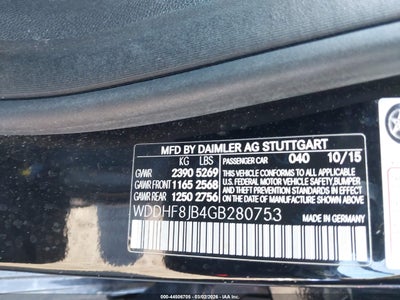 MFD BY DAIMLER AG STUTTGART
KG LBS PASSENGER CAR 040 10/15
GVWR 2390 5269 THIS VEHICLE CONFORMS TO ALL APPLICABLE
GAWR FRONT 1165 2568 U.S. FEDERAL MOTOR VEHICLE SAFETY, BUMPER,
GAWR REAR 1250 2756 AND THEFT PREVENTION STANDARDS IN EFFECT
ON THE DATE OF MANUFACTURE SHOWN ABOVE.
WDDHF8JB4GB280753
MADE IN GERMANY
000-44506705 - 03/02/2026 - IAA